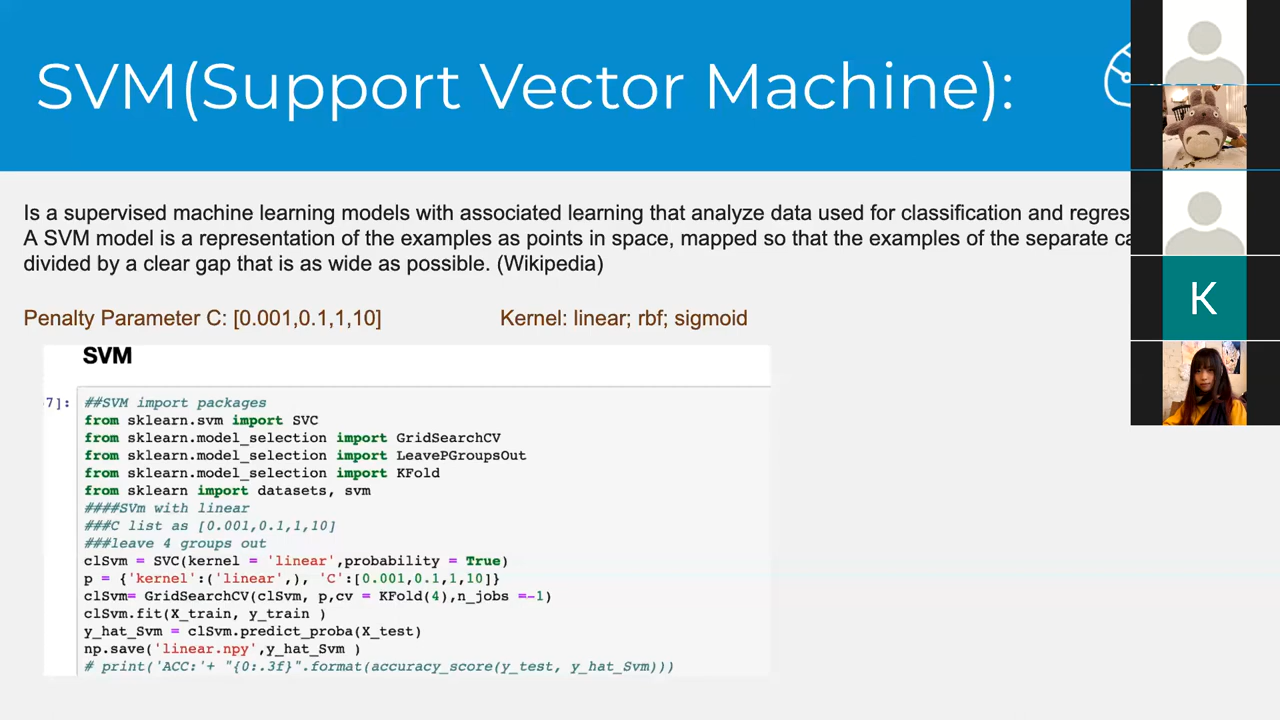 SVM(Support Vector Machine):
Is a supervised machine learning models with associated learning that analyze data used for classification and regres
A SVM model is a representation of the examples as points in space, mapped so that the examples of the separate ca
divided by a clear gap that is as wide as possible. (Wikipedia)
Penalty Parameter C: [0.001,0.1,1,10]
Kernel: linear; rbf; sigmoid
SVM
7]:
##SVM import packages
from sklearn.svm import SVC
from sklearn.model_selection import GridSearchCV
from sklearn.model_selection import LeavePGroupsOut
from sklearn.model_selection import KFold
from sklearn import datasets, svm
####SVm with linear
###C list as [0.001,0.1,1,10]
###leave 4 groups out
clSvm = SVC(kernel = 'linear',probability = True)
p = {'kernel':('linear',), 'C':[0.001,0.1,1,10]}
clSvm= GridSearchCV(clSvm, p,cv = KFold(4),n_jobs =-1)
clSvm.fit(X_train, y_train )
y_hat_Svm = clSvm.predict_proba(X_test)
np.save('linear.npy',y_hat_Svm )
# print('ACC:'+ "{0:.3f}".format(accuracy_score(y_test, y_hat_Svm)))
K